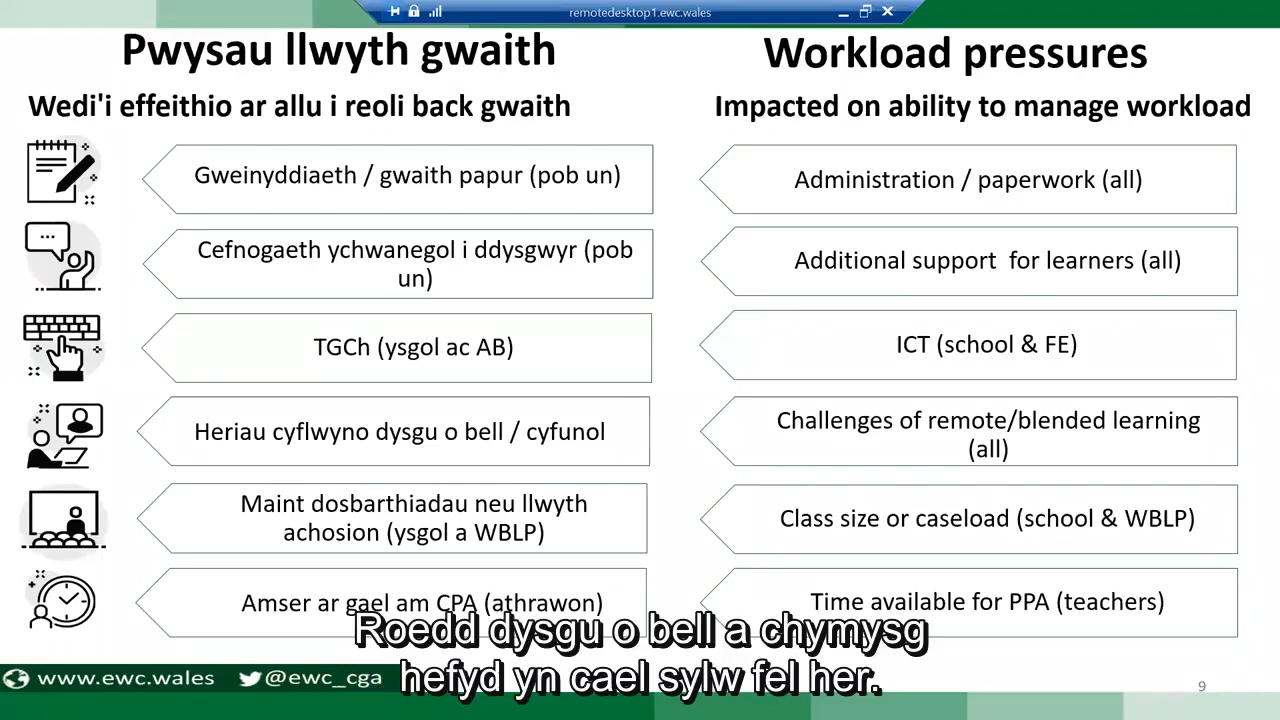 remotedesktop1.ewc.wales
Pwysau llwyth gwaith
Wedi'i effeithio ar allu i reoli back gwaith
Gweinyddiaeth / gwaith papur (pob un)
Cefnogaeth ychwanegol i ddysgwyr (pob
un)
TGCh (ysgol ac AB)
Heriau cyflwyno dysgu o bell / cyfunol
Maint dosbarthiadau neu llwyth
achosion (ysgol a WBLP)
Amser ar gael am CPA (athrawon)
Workload pressures
Impacted on ability to manage workload
Administration / paperwork (all)
Additional support for learners (all)
ICT (school & FE)
Challenges of remote/blended learning
(all)
Class size or caseload (school & WBLP)
Time available for PPA (teachers)
Roedd dysgu o bell a chymysg
hefyd yn cael sylw fel her.
www.ewc.wales @ewc_cga
9